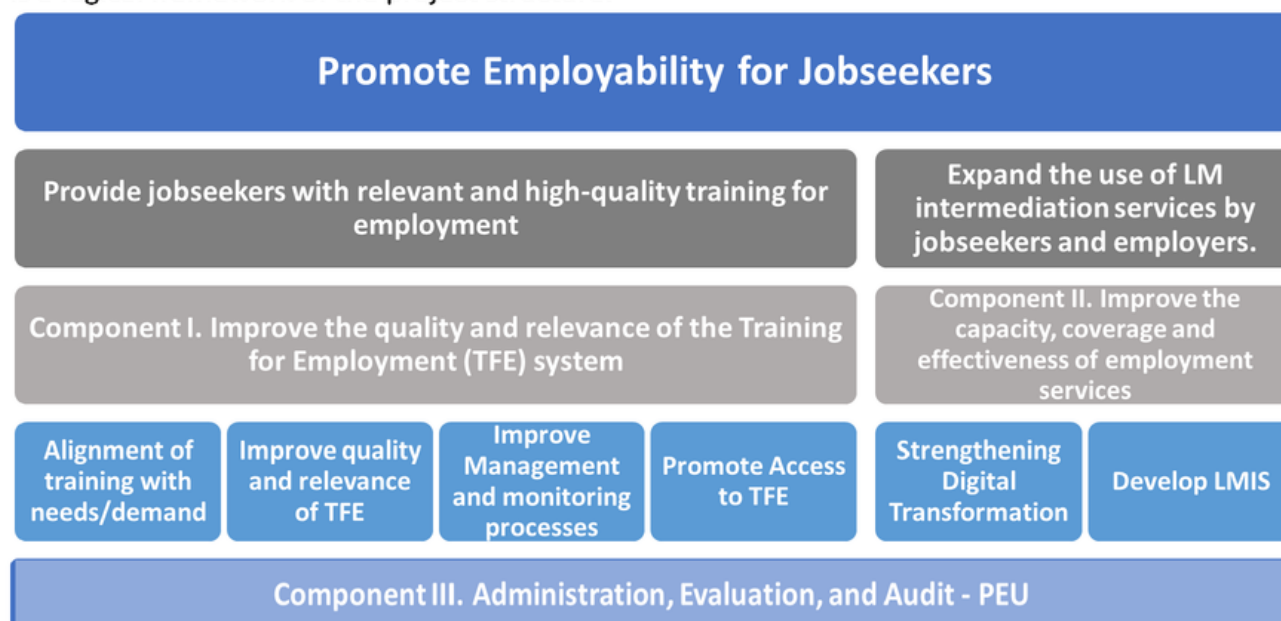 Promote Employability for Jobseekers
Provide jobseekers with relevant and high-quality training for
employment
Expand the use of LM
intermediation services by
jobseekers and employers.
Component I. Improve the quality and relevance of the Training
for Employment (TFE) system
Component II. Improve the
capacity, coverage and
effectiveness of employment
services
Alignment of
training with
needs/demand
Improve quality
and relevance
of TFE
Improve
Management
and monitoring
processes
Promote Access
to TFE
Strengthening
Digital
Transformation
Develop LMIS
Component III. Administration, Evaluation, and Audit - PEU